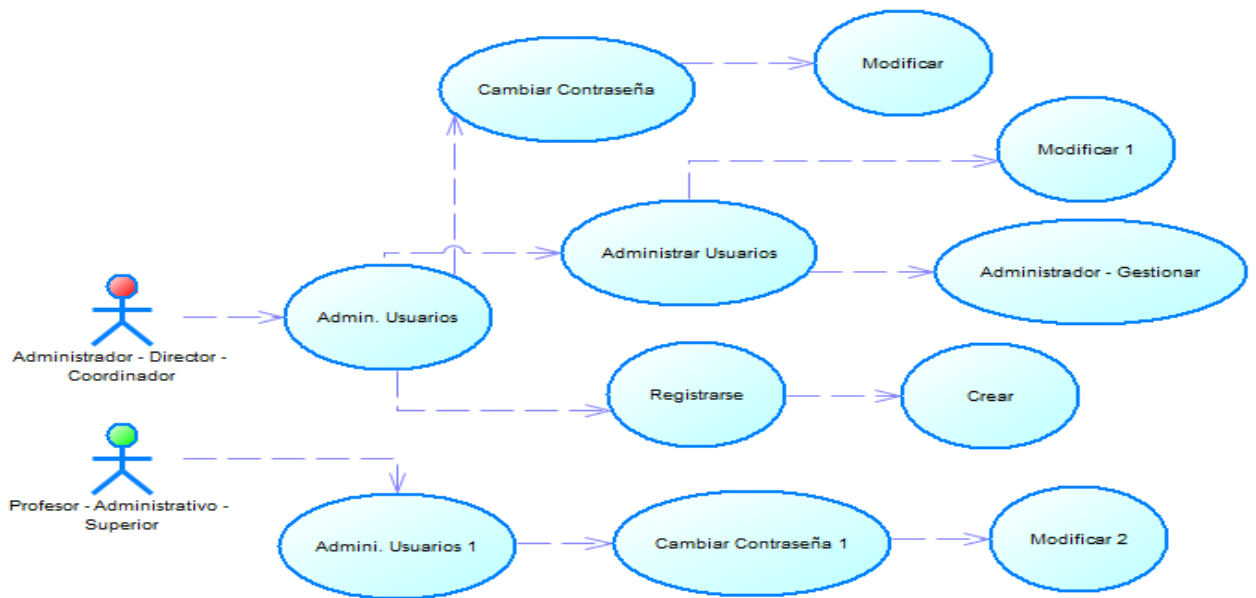 Cambiar Contraseña
Modificar
Modificar 1
Administrar Usuarios
Administrador - Gestionar
Admin. Usuarios
Administrador - Director -
Coordinador
Registrarse
Crear
Profesor - Administrativo -
Superior
Admini. Usuarios 1
Cambiar Contraseña 1
Modificar 2